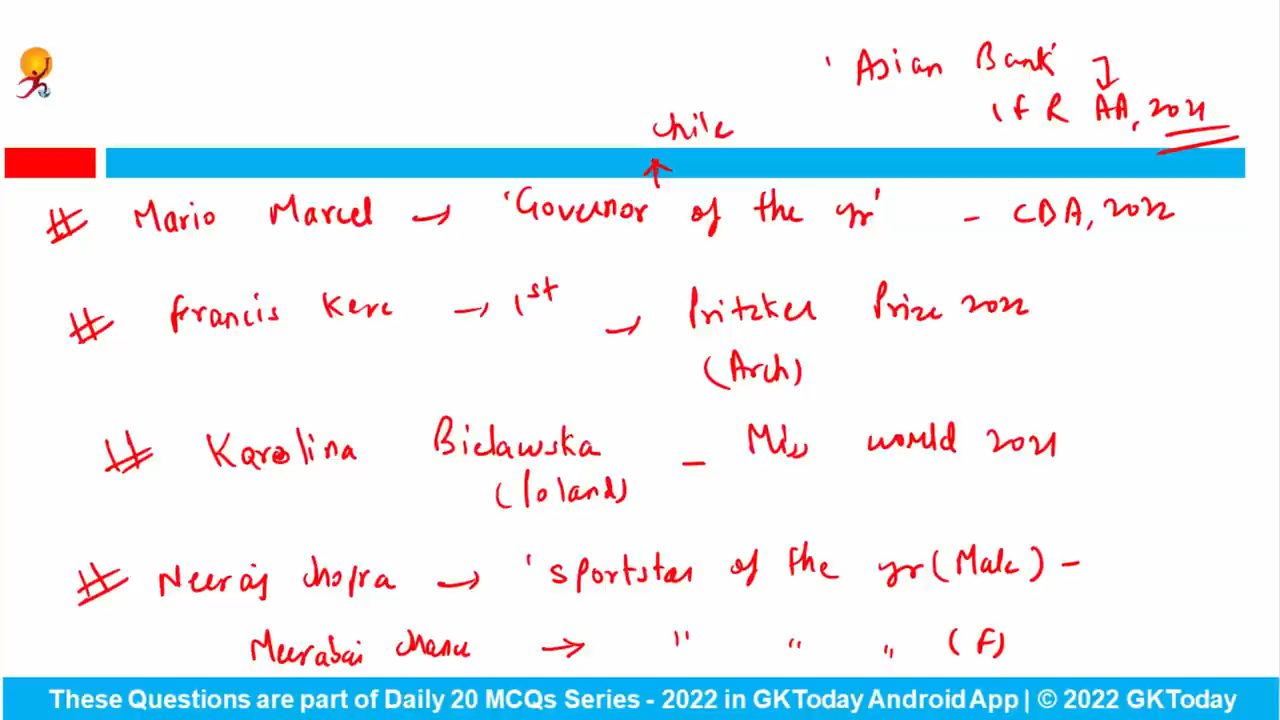 ' Asian Bank'
IFR AA, 2021
Chile
# Mario Marcel → 'Governor of the yr' - CBA, 2022
# Francis Kere → 1st → Pritzker Prize 2022
(Arch)
# Karolina Bielawska - Miss world 2021
(Poland)
# Neeraj Chopra → 'Sportstar of the yr (Male) -
Meerabai Chanu → " " " (F)
These Questions are part of Daily 20 MCQs Series - 2022 in GKToday Android App | © 2022 GKToday